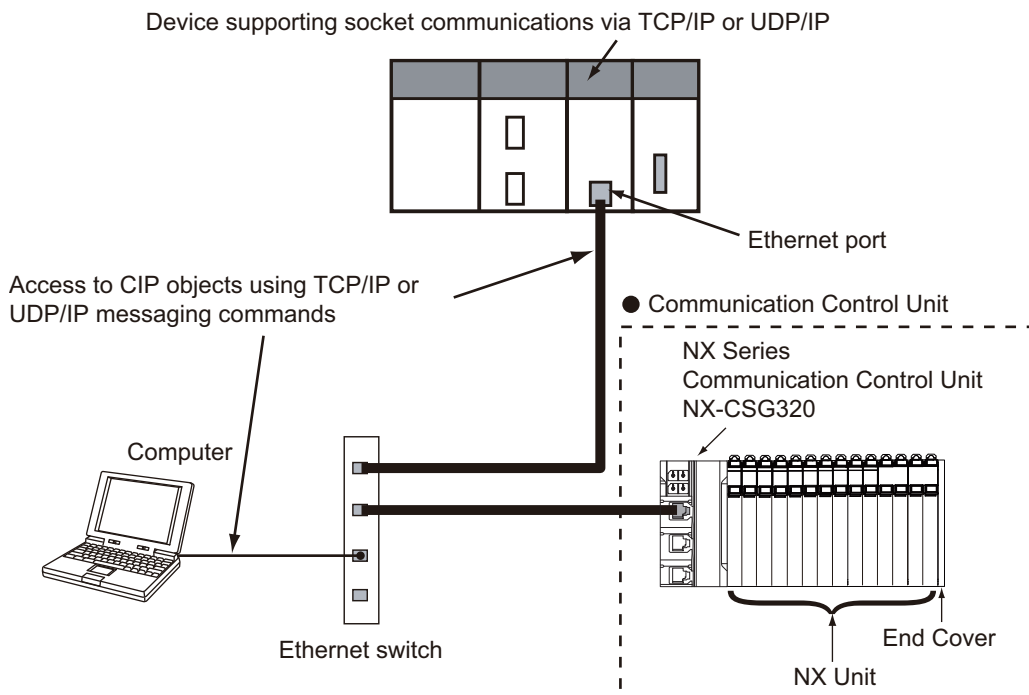 Device supporting socket communications via TCP/IP or UDP/IP
Ethernet port
Access to CIP objects using TCP/IP or
UDP/IP messaging commands
● Communication Control Unit
NX Series
Communication Control Unit
NX-CSG320
Computer
Ethernet switch
End Cover
NX Unit